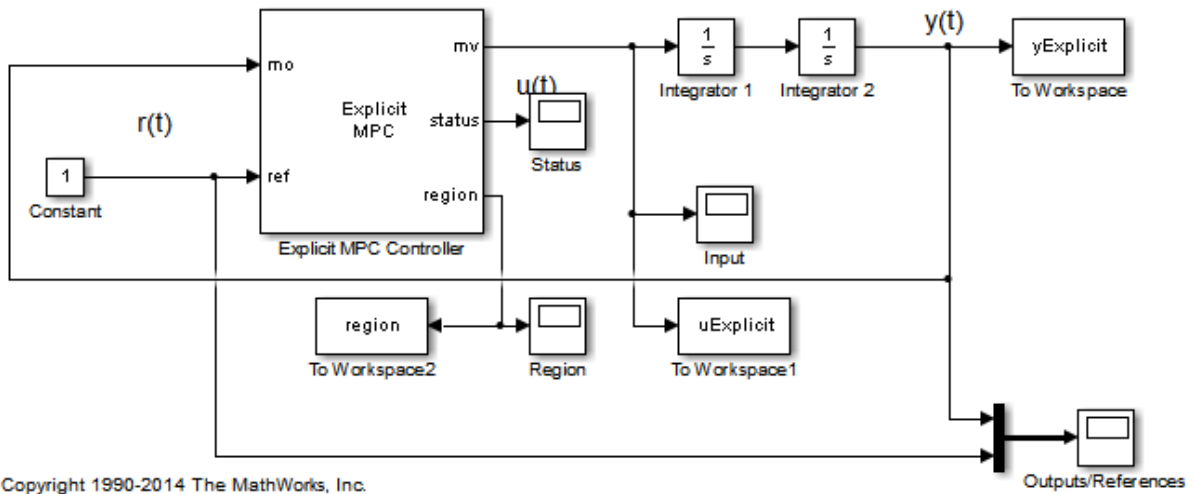 y(t)
mv
1
s
1
s
yExplicit
mo
Integrator 1
Integrator 2
To Workspace
u(t)
Explicit
MPC
r(t)
status
Status
1
ref
region
Constant
Explicit MPC Controller
Input
region
uExplicit
To Workspace2
Region
To Workspace1
Outputs/References
Copyright 1990-2014 The MathWorks, Inc.